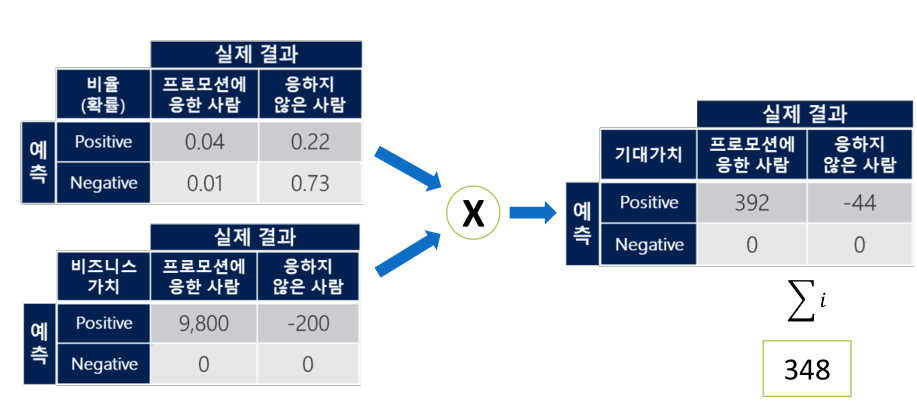 실제 결과
비율
(확률)
프로모션에
응한 사람
응하지
않은 사람
예
측
Positive
0.04
0.22
Negative
0.01
0.73
실제 결과
비즈니스
가치
프로모션에
응한 사람
응하지
않은 사람
예
측
Positive
9,800
-200
Negative
0
0
X
실제 결과
기대가치
프로모션에
응한 사람
응하지
않은 사람
예
측
Positive
392
-44
Negative
0
0
∑ i
348